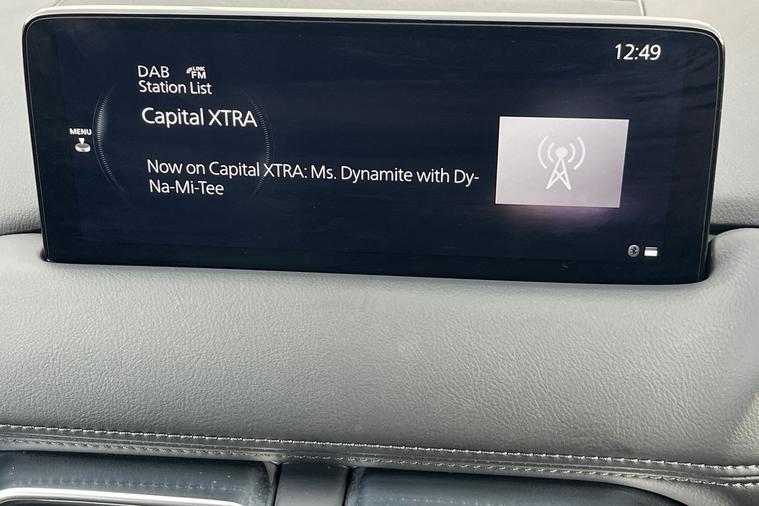 12:49
DAB LINK FM
Station List
Capital XTRA
MENU
Now on Capital XTRA: Ms. Dynamite with Dy-
Na-Mi-Tee